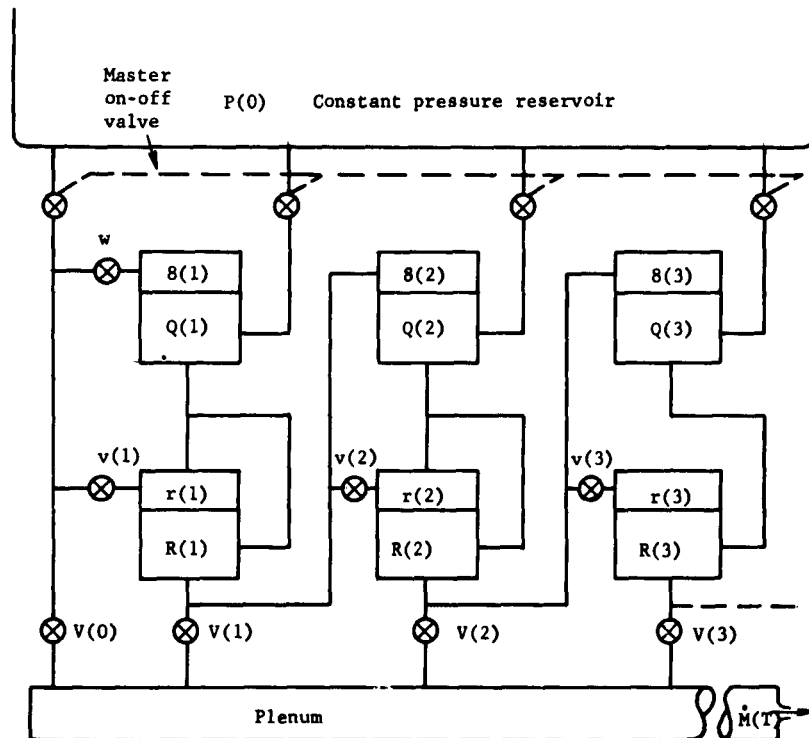 Master
on-off
valve
P(0) Constant pressure reservoir
w
8(1) 8(2) 8(3)
Q(1) Q(2) Q(3)
v(1) v(2) v(3)
r(1) r(2) r(3)
R(1) R(2) R(3)
V(0) V(1) V(2) V(3)
Plenum
Ṁ(T)